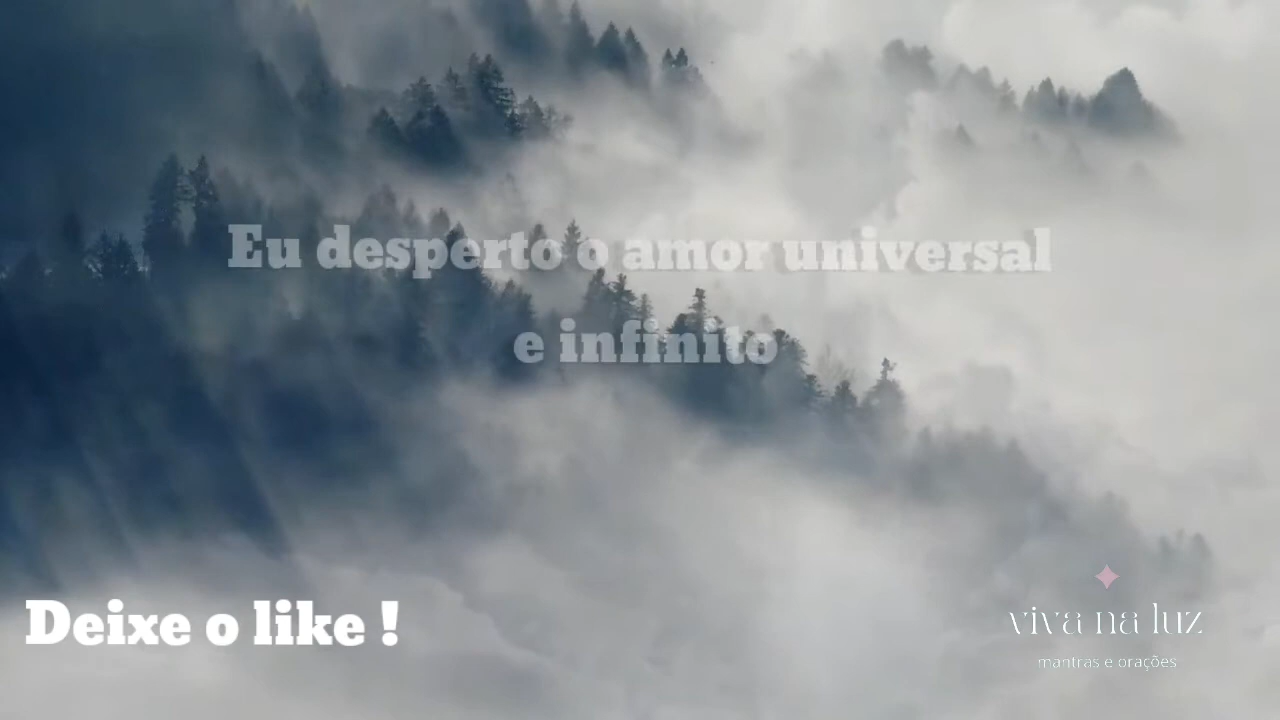 Eu desperto o amor universal
e infinito
Deixe o like !
viva na luz
mantras e orações